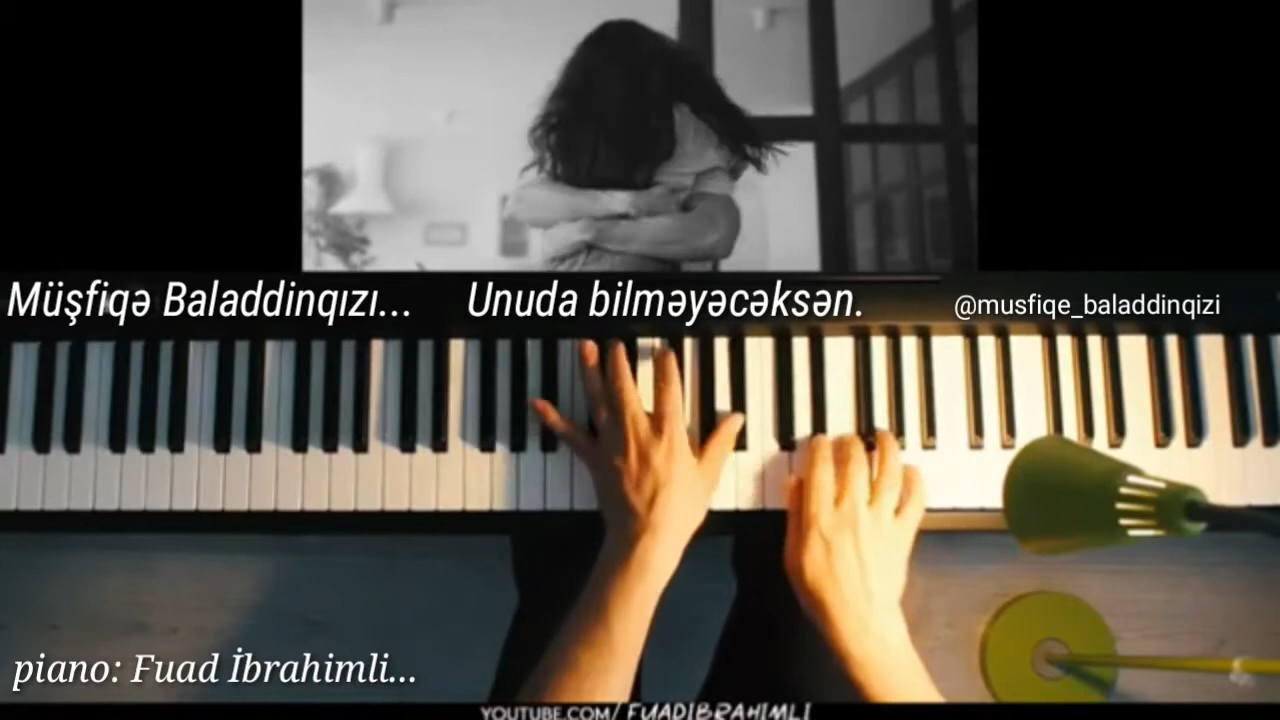 Müşfiqə Baladdinqızı... Unuda bilməyəcəksən. @musfiqe_baladdinqizi
piano: Fuad İbrahimli...
YOUTUBE.COM/ FUADIBRAHIMLI